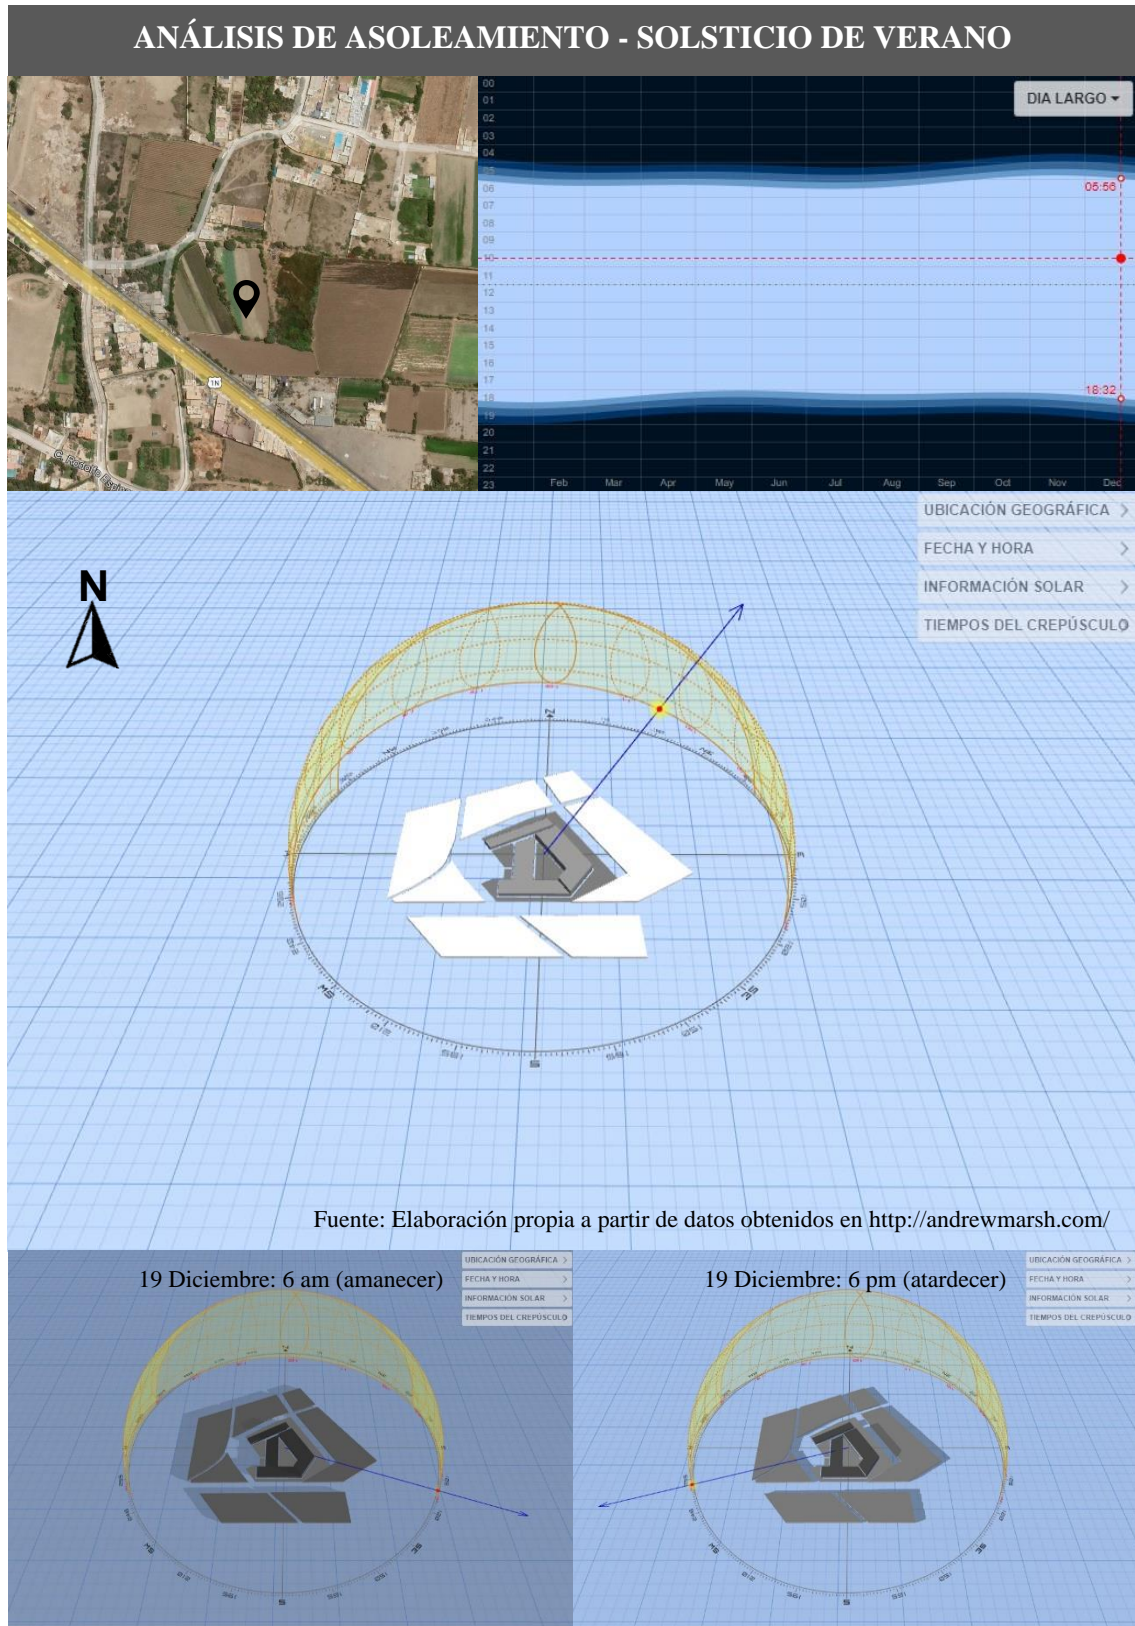 ANÁLISIS DE ASOLEAMIENTO - SOLSTICIO DE VERANO
1N
00
01
02
03
04
05
06
07
08
09
10
11
12
13
14
15
16
17
18
19
20
21
22
23
DIA LARGO
05:56
18:32
Feb
Mar
Apr
May
Jun
Jul
Aug
Sep
Oct
Nov
Dec
UBICACIÓN GEOGRÁFICA
FECHA Y HORA
INFORMACIÓN SOLAR
TIEMPOS DEL CREPÚSCULO
N
SE
S
Fuente: Elaboración propia a partir de datos obtenidos en http://andrewmarsh.com/
19 Diciembre: 6 am (amanecer)
UBICACIÓN GEOGRÁFICA
FECHA Y HORA
INFORMACIÓN SOLAR
TIEMPOS DEL CREPÚSCULO
19 Diciembre: 6 pm (atardecer)
UBICACIÓN GEOGRÁFICA
FECHA Y HORA
INFORMACIÓN SOLAR
TIEMPOS DEL CREPÚSCULO